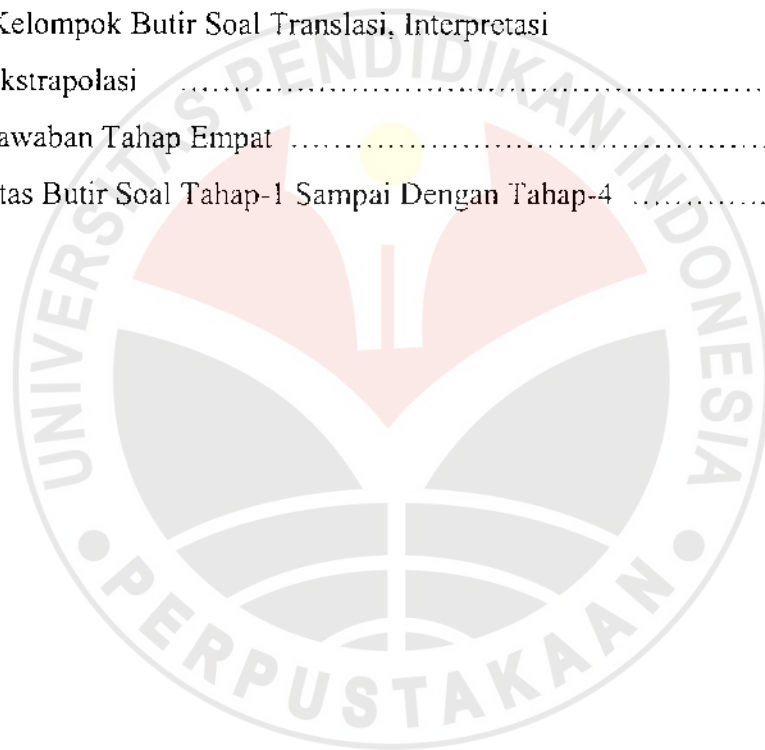 Kelompok Butir Soal Translasi, Interpretasi
kstrapolasi ........................................................
awaban Tahap Empat ........................................................
tas Butir Soal Tahap-1 Sampai Dengan Tahap-4 ..............
UNIVERSITAS PENDIDIKAN INDONESIA
PERPUSTAKAAN